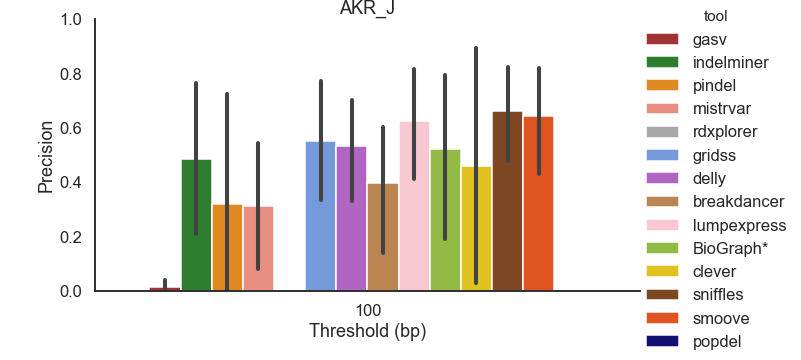 AKR_J
Precision
1.0
0.8
0.6
0.4
0.2
0.0
100
Threshold (bp)
tool
gasv
indelminer
pindel
mistrvar
rdxplorer
gridss
delly
breakdancer
lumpexpress
BioGraph*
clever
sniffles
smoove
popdel